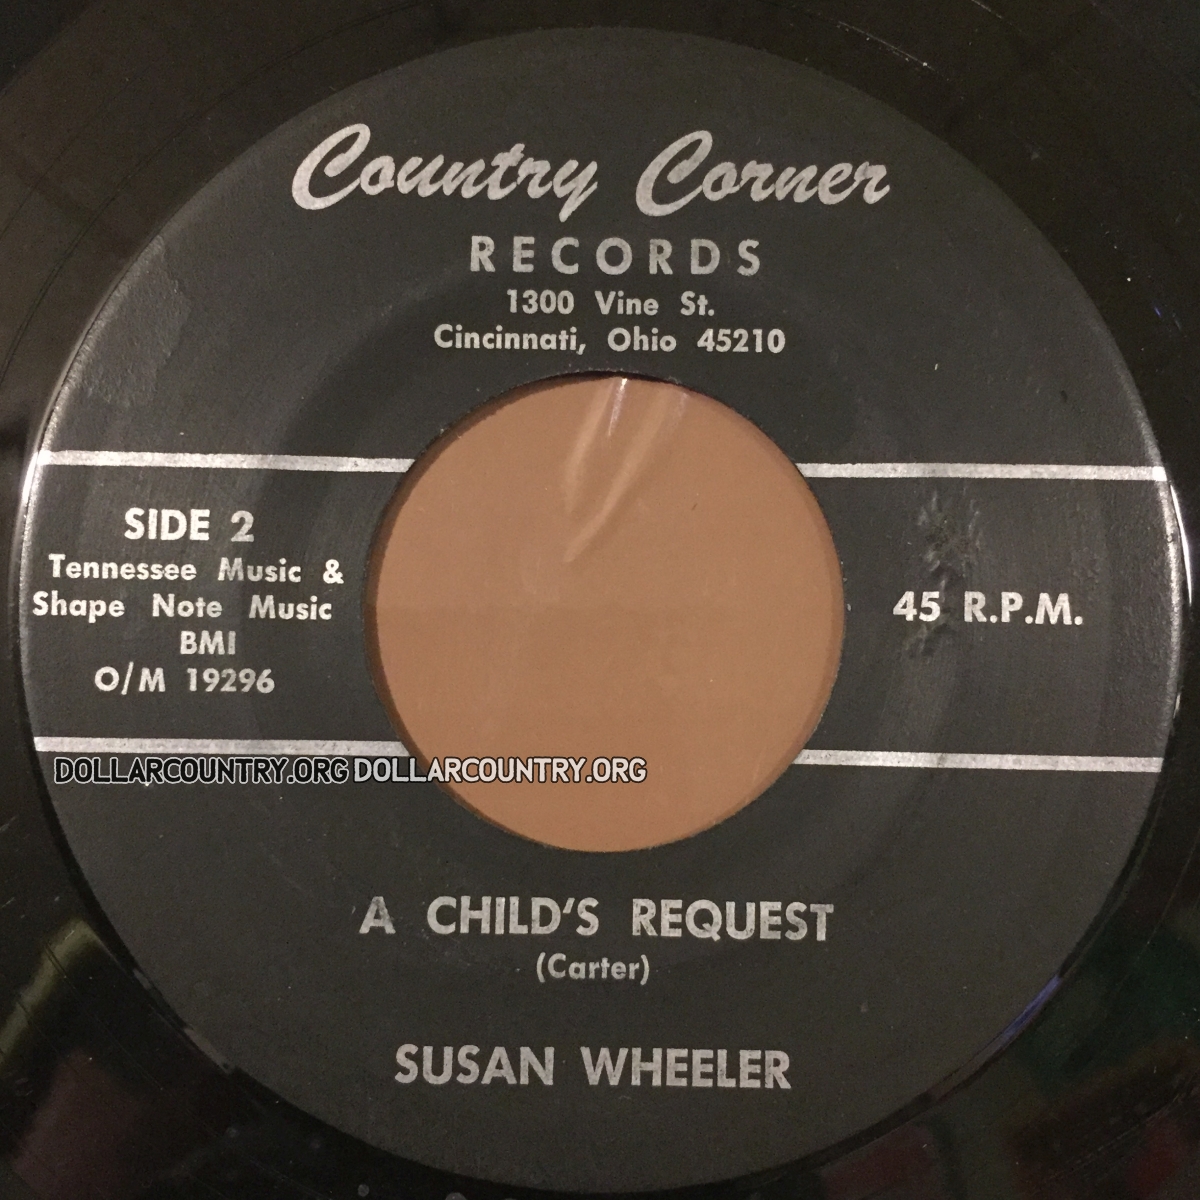 Country Corner
RECORDS
1300 Vine St.
Cincinnati, Ohio 45210
SIDE 2
Tennessee Music &
Shape Note Music
BMI
O/M 19296
45 R.P.M.
DOLLARCOUNTRY.ORG DOLLARCOUNTRY.ORG
A CHILD'S REQUEST
(Carter)
SUSAN WHEELER